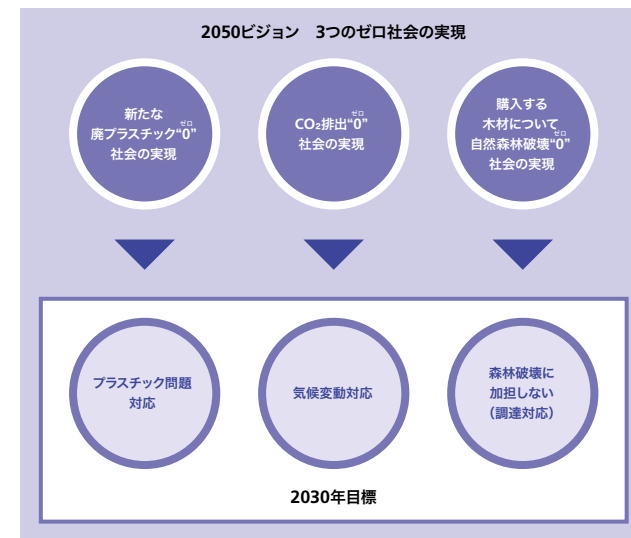 2050ビジョン　3つのゼロ社会の実現
新たな
廃プラスチック“0”
ゼロ
社会の実現
CO₂排出“0”
ゼロ
社会の実現
購入する
木材について
自然森林破壊“0”
ゼロ
社会の実現
プラスチック問題
対応
気候変動対応
森林破壊に
加担しない
（調達対応）
2030年目標